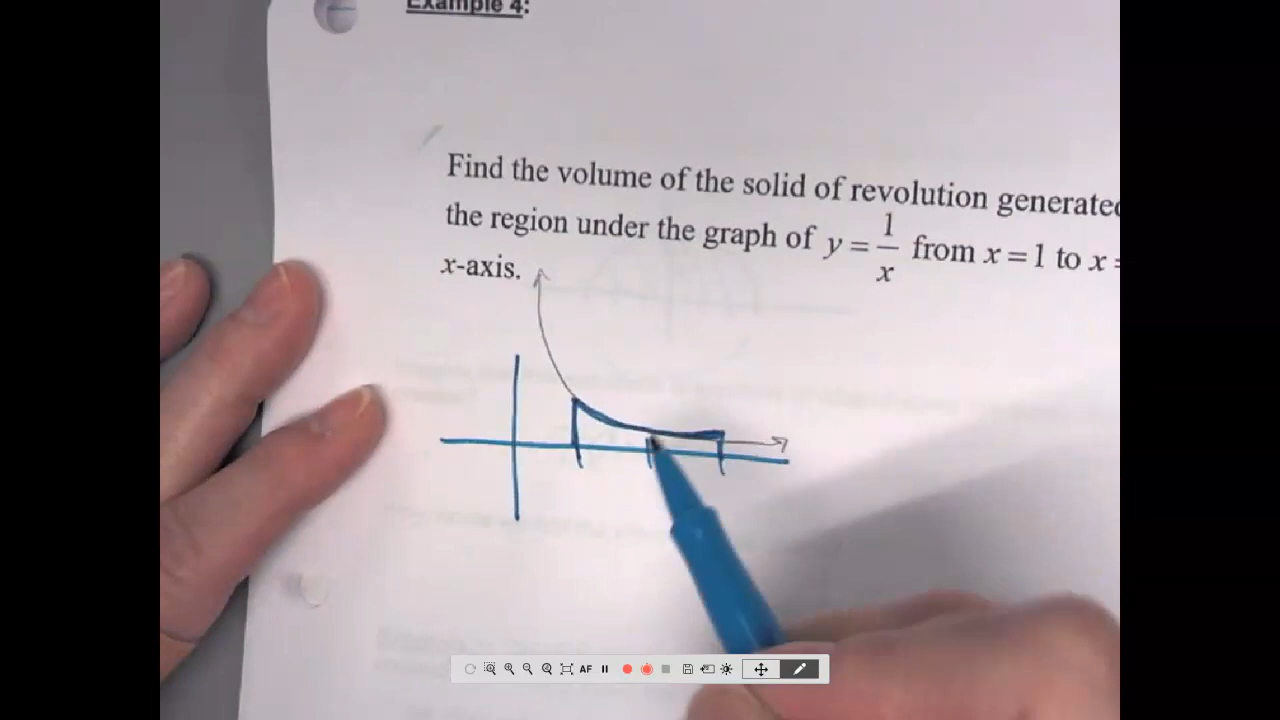 Example 4:
Find the volume of the solid of revolution generated
the region under the graph of y = 1/x from x = 1 to x =
x-axis.
AF